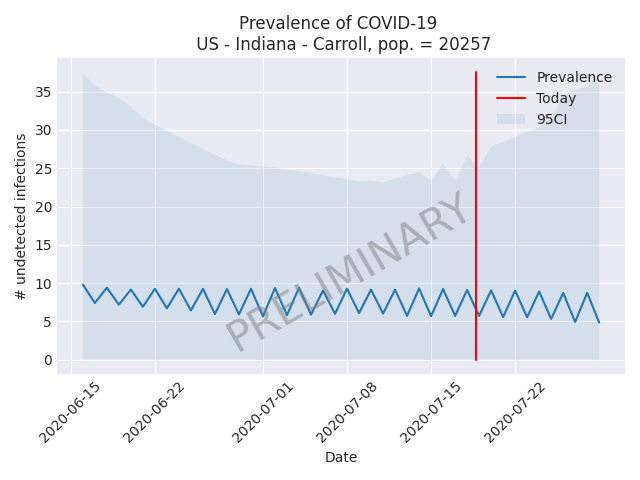 Prevalence of COVID-19
US - Indiana - Carroll, pop. = 20257
Prevalence
Today
95CI
PRELIMINARY
# undetected infections
35
30
25
20
15
10
5
0
2020-06-15
2020-06-22
2020-07-01
2020-07-08
2020-07-15
2020-07-22
Date